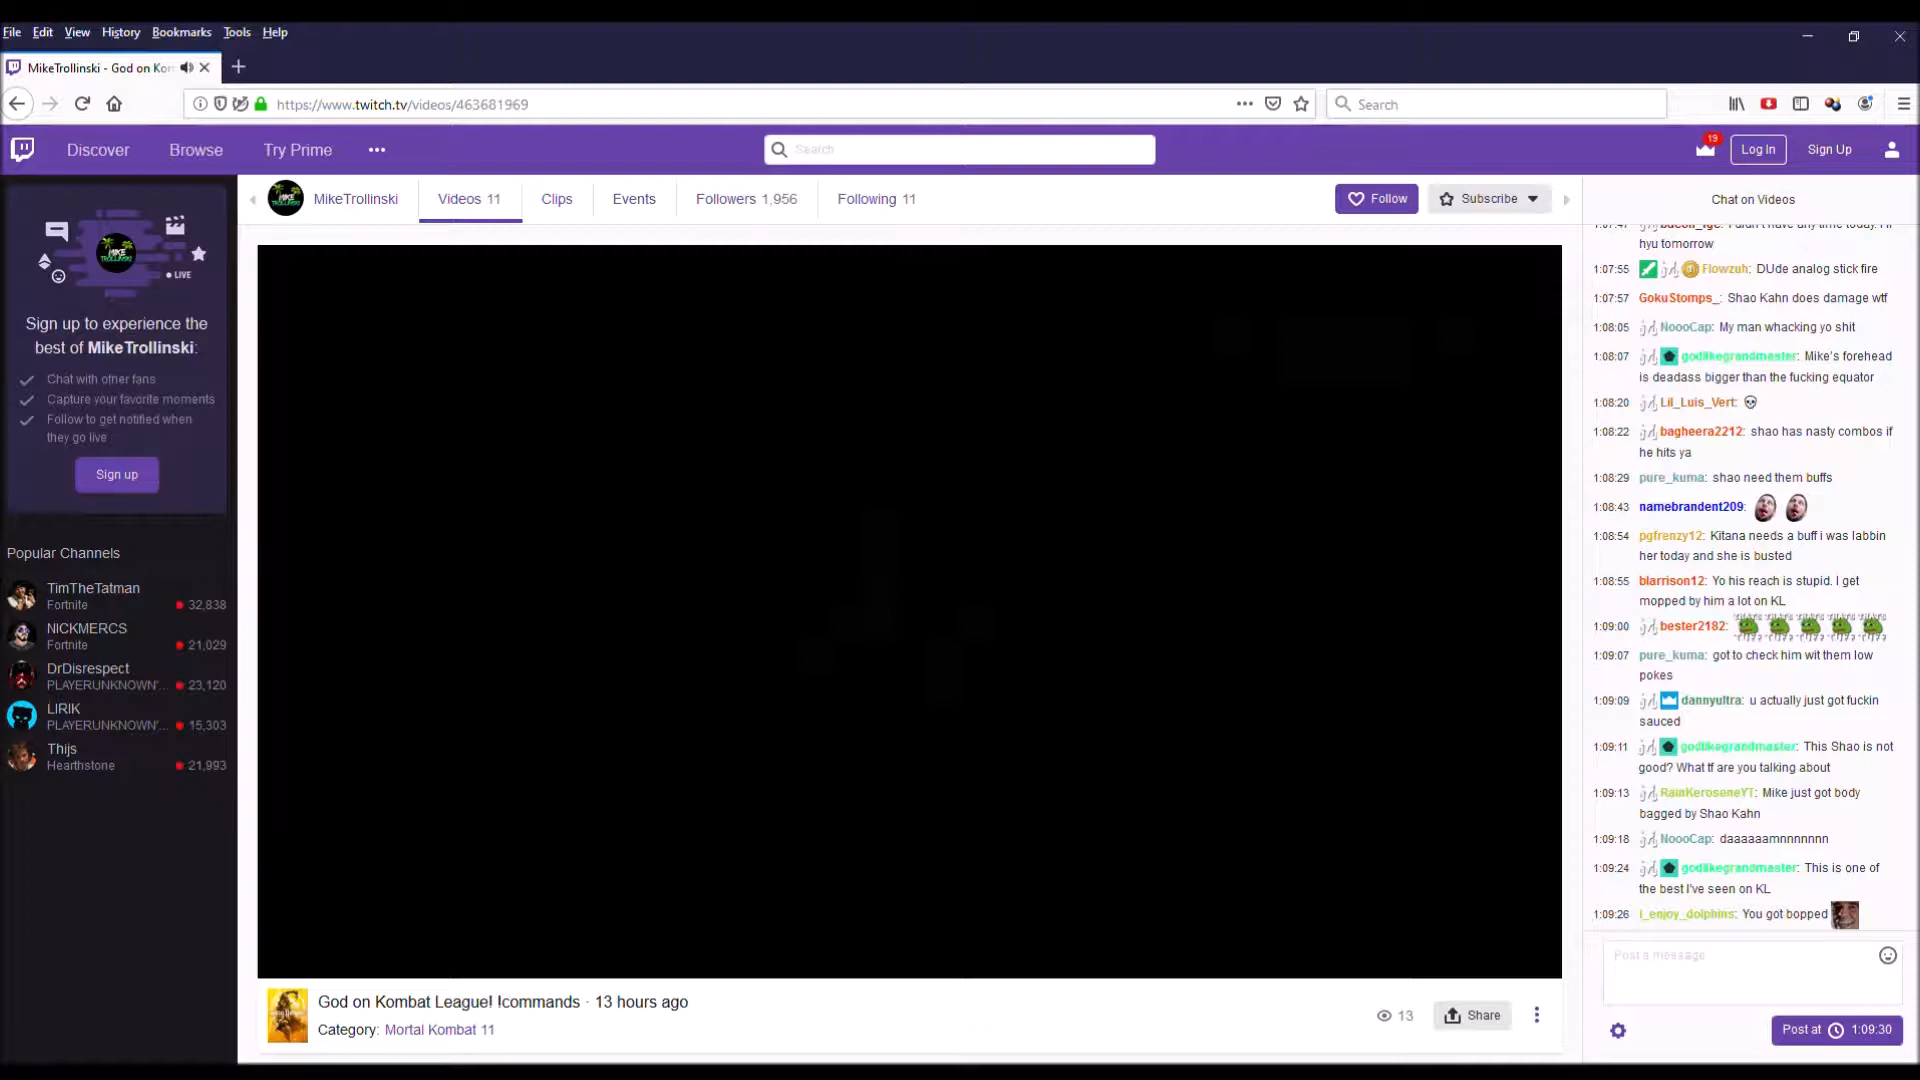 File Edit View History Bookmarks Tools Help
MikeTrollinski - God on Kom
https://www.twitch.tv/videos/463681969
Search
Discover Browse Try Prime
Search
19
Log In Sign Up
MikeTrollinski Videos 11 Clips Events Followers 1,956 Following 11
Follow Subscribe
Chat on Videos
LIVE
Sign up to experience the
best of MikeTrollinski:
Chat with other fans
Capture your favorite moments
Follow to get notified when
they go live
Sign up
Popular Channels
TimTheTatman
Fortnite 32,838
NICKMERCS
Fortnite 21,029
DrDisrespect
PLAYERUNKNOWN'... 23,120
LIRIK
PLAYERUNKNOWN'... 15,303
Thijs
Hearthstone 21,993
God on Kombat League! !commands · 13 hours ago
Category: Mortal Kombat 11
13
Share
hyu tomorrow
1:07:55 Flowzuh: DUde analog stick fire
1:07:57 GokuStomps_: Shao Kahn does damage wtf
1:08:05 NoooCap: My man whacking yo shit
1:08:07 godlikegrandmaster: Mike's forehead
is deadass bigger than the fucking equator
1:08:20 Lil_Luis_Vert:
1:08:22 bagheera2212: shao has nasty combos if
he hits ya
1:08:29 pure_kuma: shao need them buffs
1:08:43 namebrandent209:
1:08:54 pgfrenzy12: Kitana needs a buff i was labbin
her today and she is busted
1:08:55 blarrison12: Yo his reach is stupid. I get
mopped by him a lot on KL
1:09:00 bester2182:
1:09:07 pure_kuma: got to check him wit them low
pokes
1:09:09 dannyultra: u actually just got fuckin
sauced
1:09:11 godlikegrandmaster: This Shao is not
good? What tf are you talking about
1:09:13 RainKeroseneYT: Mike just got body
bagged by Shao Kahn
1:09:18 NoooCap: daaaaaamnnnnnnn
1:09:24 godlikegrandmaster: This is one of
the best I've seen on KL
1:09:26 I_enjoy_dolphins: You got bopped
Post a message
Post at 1:09:30